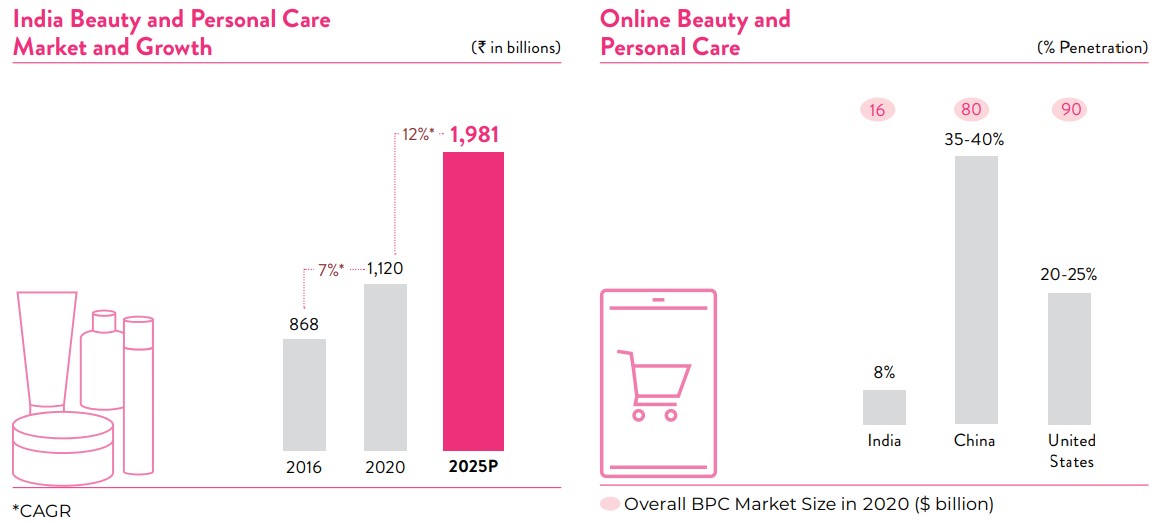 India Beauty and Personal Care
Market and Growth
(₹ in billions)
12%*
1,981
7%*
1,120
868
2016
2020
2025P
*CAGR
Online Beauty and
Personal Care
(% Penetration)
16
80
90
35-40%
20-25%
8%
India
China
United
States
Overall BPC Market Size in 2020 ($ billion)